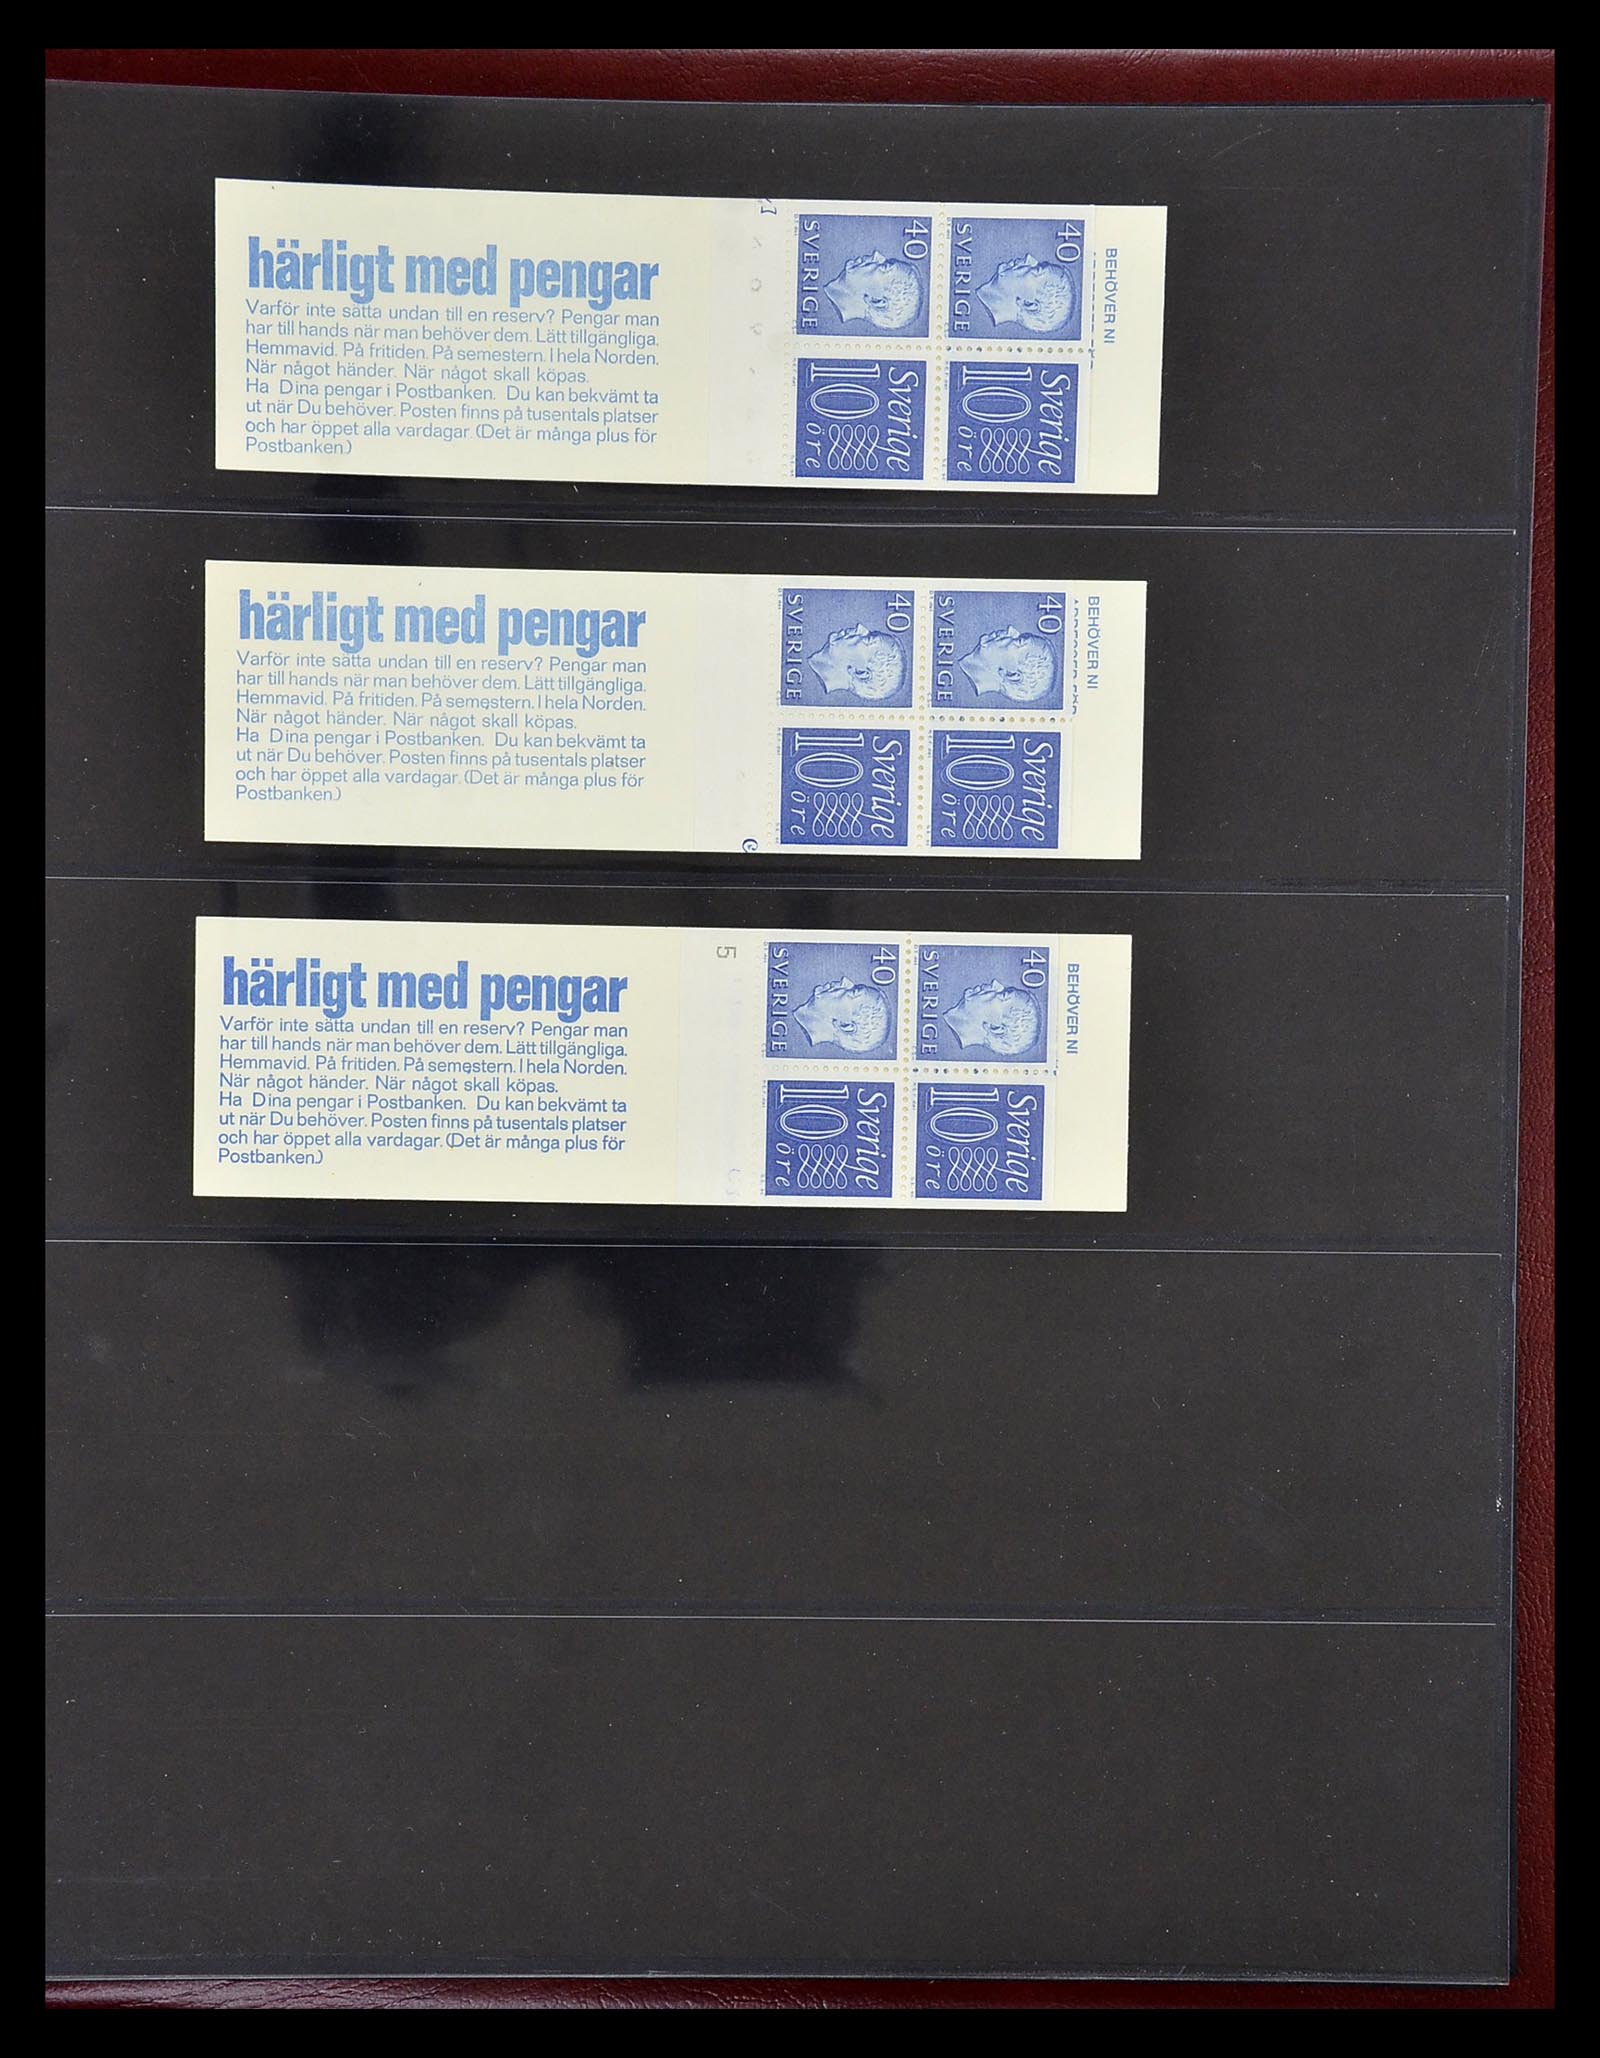 härligt med pengar
Varför inte sätta undan till en reserv? Pengar man
har till hands när man behöver dem. Lätt tillgängliga.
Hemmavid. På fritiden. På semestern. I hela Norden.
När något händer. När något skall köpas.
Ha Dina pengar i Postbanken. Du kan bekvämt ta
ut när Du behöver. Posten finns på tusentals platser
och har öppet alla vardagar. (Det är många plus för
Postbanken.)
40
SVERIGE
40
SVERIGE
Sverige
10
öre
Sverige
10
öre
BEHÖVER NI
härligt med pengar
Varför inte sätta undan till en reserv? Pengar man
har till hands när man behöver dem. Lätt tillgängliga.
Hemmavid. På fritiden. På semestern. I hela Norden.
När något händer. När något skall köpas.
Ha Dina pengar i Postbanken. Du kan bekvämt ta
ut när Du behöver. Posten finns på tusentals platser
och har öppet alla vardagar. (Det är många plus för
Postbanken.)
40
SVERIGE
40
SVERIGE
Sverige
10
öre
Sverige
10
öre
BEHÖVER NI
härligt med pengar
Varför inte sätta undan till en reserv? Pengar man
har till hands när man behöver dem. Lätt tillgängliga.
Hemmavid. På fritiden. På semestern. I hela Norden.
När något händer. När något skall köpas.
Ha Dina pengar i Postbanken. Du kan bekvämt ta
ut när Du behöver. Posten finns på tusentals platser
och har öppet alla vardagar. (Det är många plus för
Postbanken.)
5
40
SVERIGE
40
SVERIGE
Sverige
10
öre
Sverige
10
öre
BEHÖVER NI